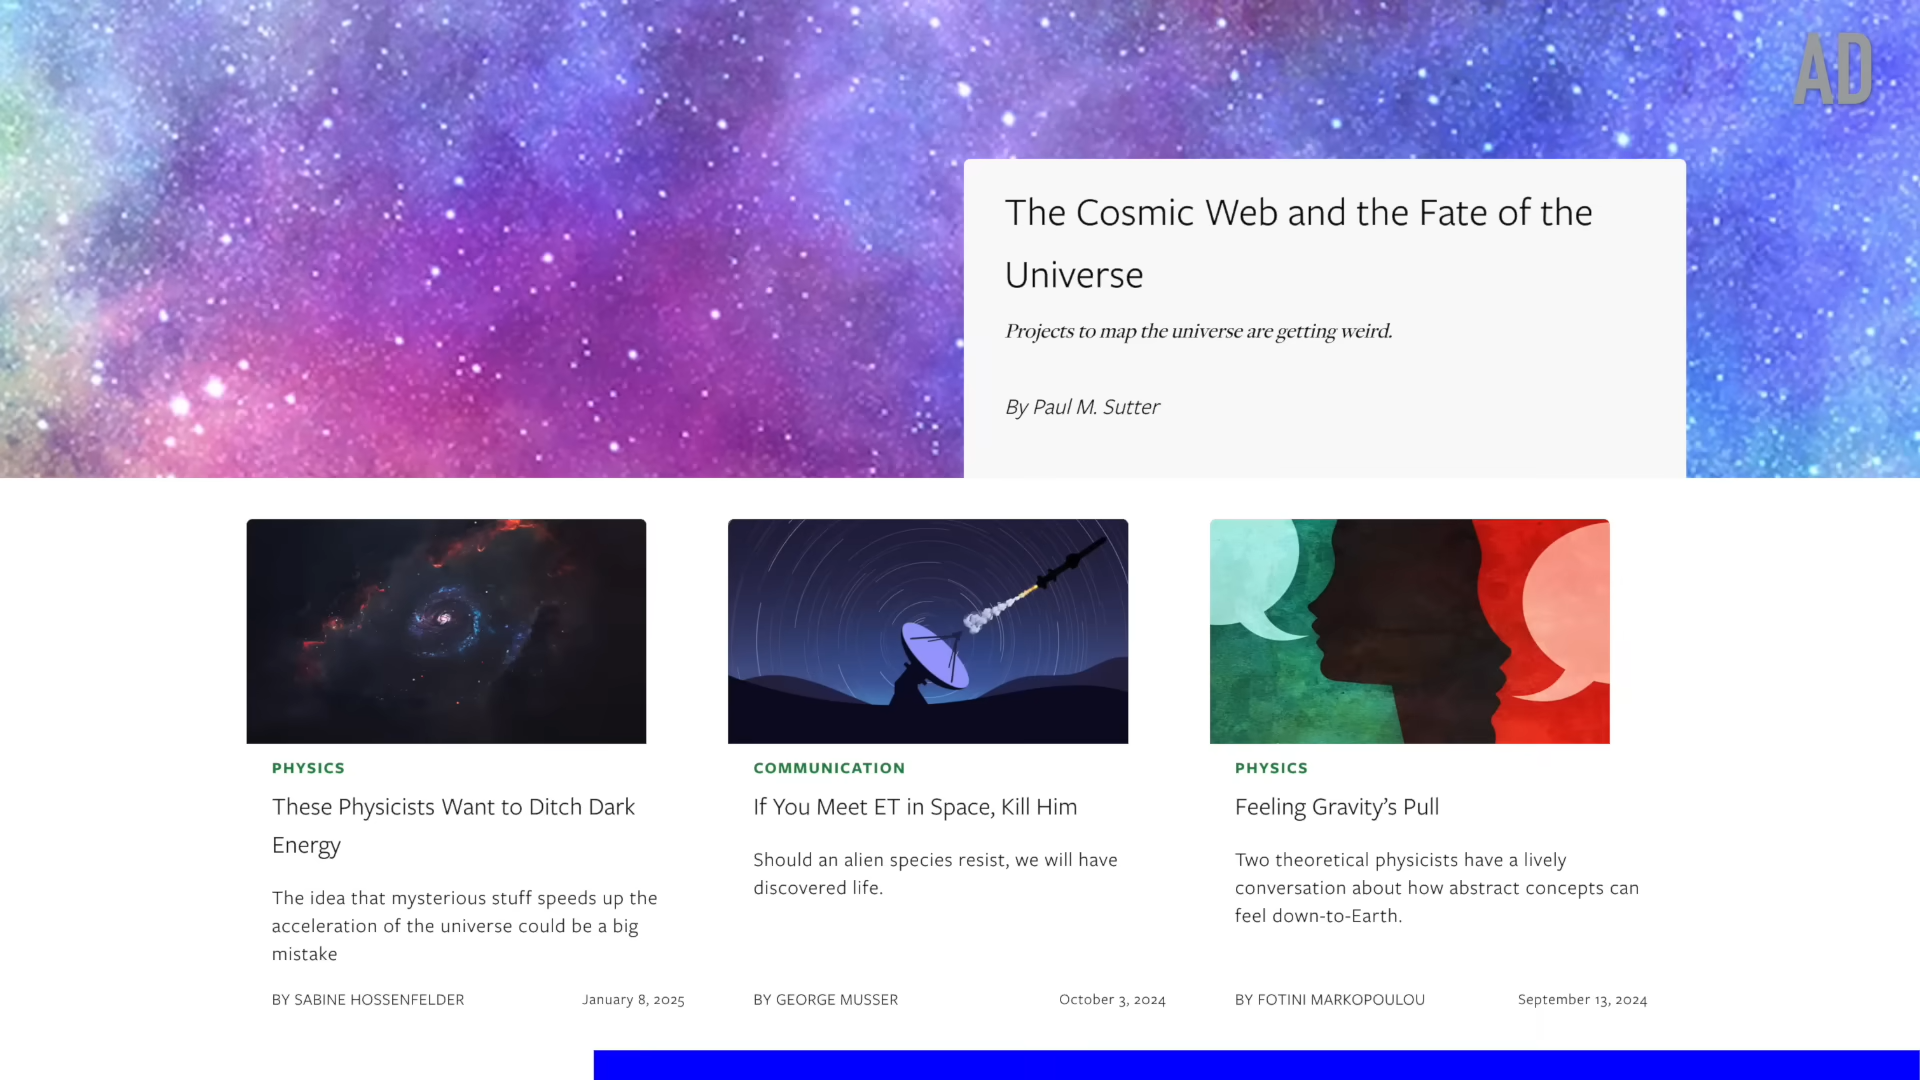 AD
The Cosmic Web and the Fate of the
Universe
Projects to map the universe are getting weird.
By Paul M. Sutter
PHYSICS
These Physicists Want to Ditch Dark
Energy
The idea that mysterious stuff speeds up the
acceleration of the universe could be a big
mistake
BY SABINE HOSSENFELDER
January 8, 2025
COMMUNICATION
If You Meet ET in Space, Kill Him
Should an alien species resist, we will have
discovered life.
BY GEORGE MUSSER
October 3, 2024
PHYSICS
Feeling Gravity’s Pull
Two theoretical physicists have a lively
conversation about how abstract concepts can
feel down-to-Earth.
BY FOTINI MARKOPOULOU
September 13, 2024